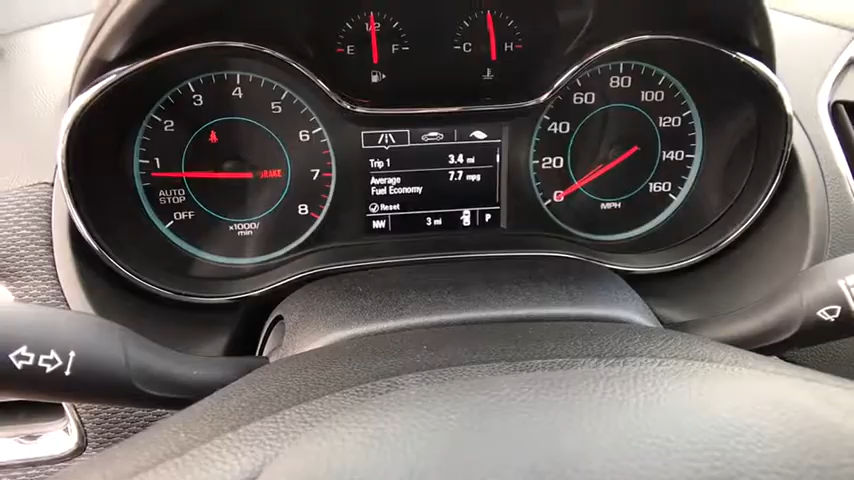 1/2
E F
C H
1 2 3 4 5 6 7 8
AUTO
STOP
OFF
x1000
min
BRAKE
Trip 1 3.4 mi
Average
Fuel Economy 7.7 mpg
Reset
NW 3 mi P
0 20 40 60 80 100 120 140 160
MPH